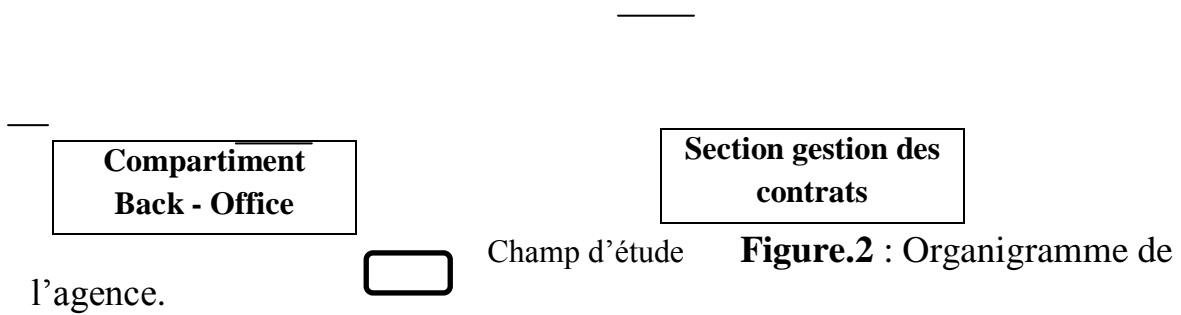 Compartiment
Back - Office
Section gestion des
contrats
Champ d’étude Figure.2 : Organigramme de
l’agence.